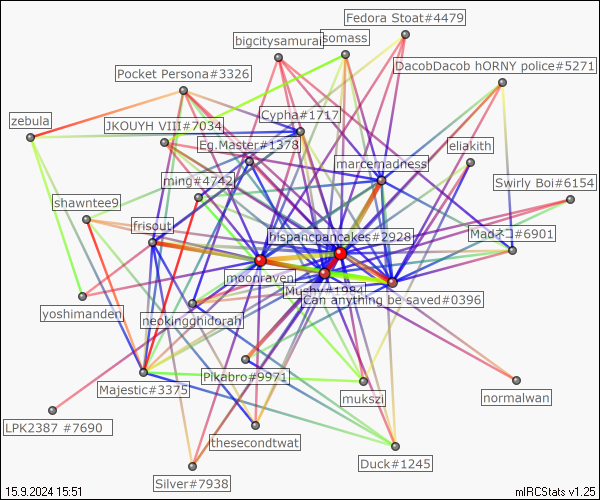 Fedora Stoat#4479
bigcitysamurai
somass
DacobDacob hORNY police#5271
Pocket Persona#3326
zebula
Cypha#1717
JKOUYH VIII#7034
Eg.Master#1378
eliakith
marcemadness
ming#4742
Swirly Boi#6154
shawntee9
frisout
hispancpancakes#2928
Madネコ#6901
moonraven
Mushy#1984
Can anything be saved#0396
yoshimanden
neokingghidorah
Pikabro#9971
Majestic#3375
mukszi
normalwan
LPK2387 #7690
thesecondtwat
Duck#1245
Silver#7938
15.9.2024 15:51
mIRCStats v1.25